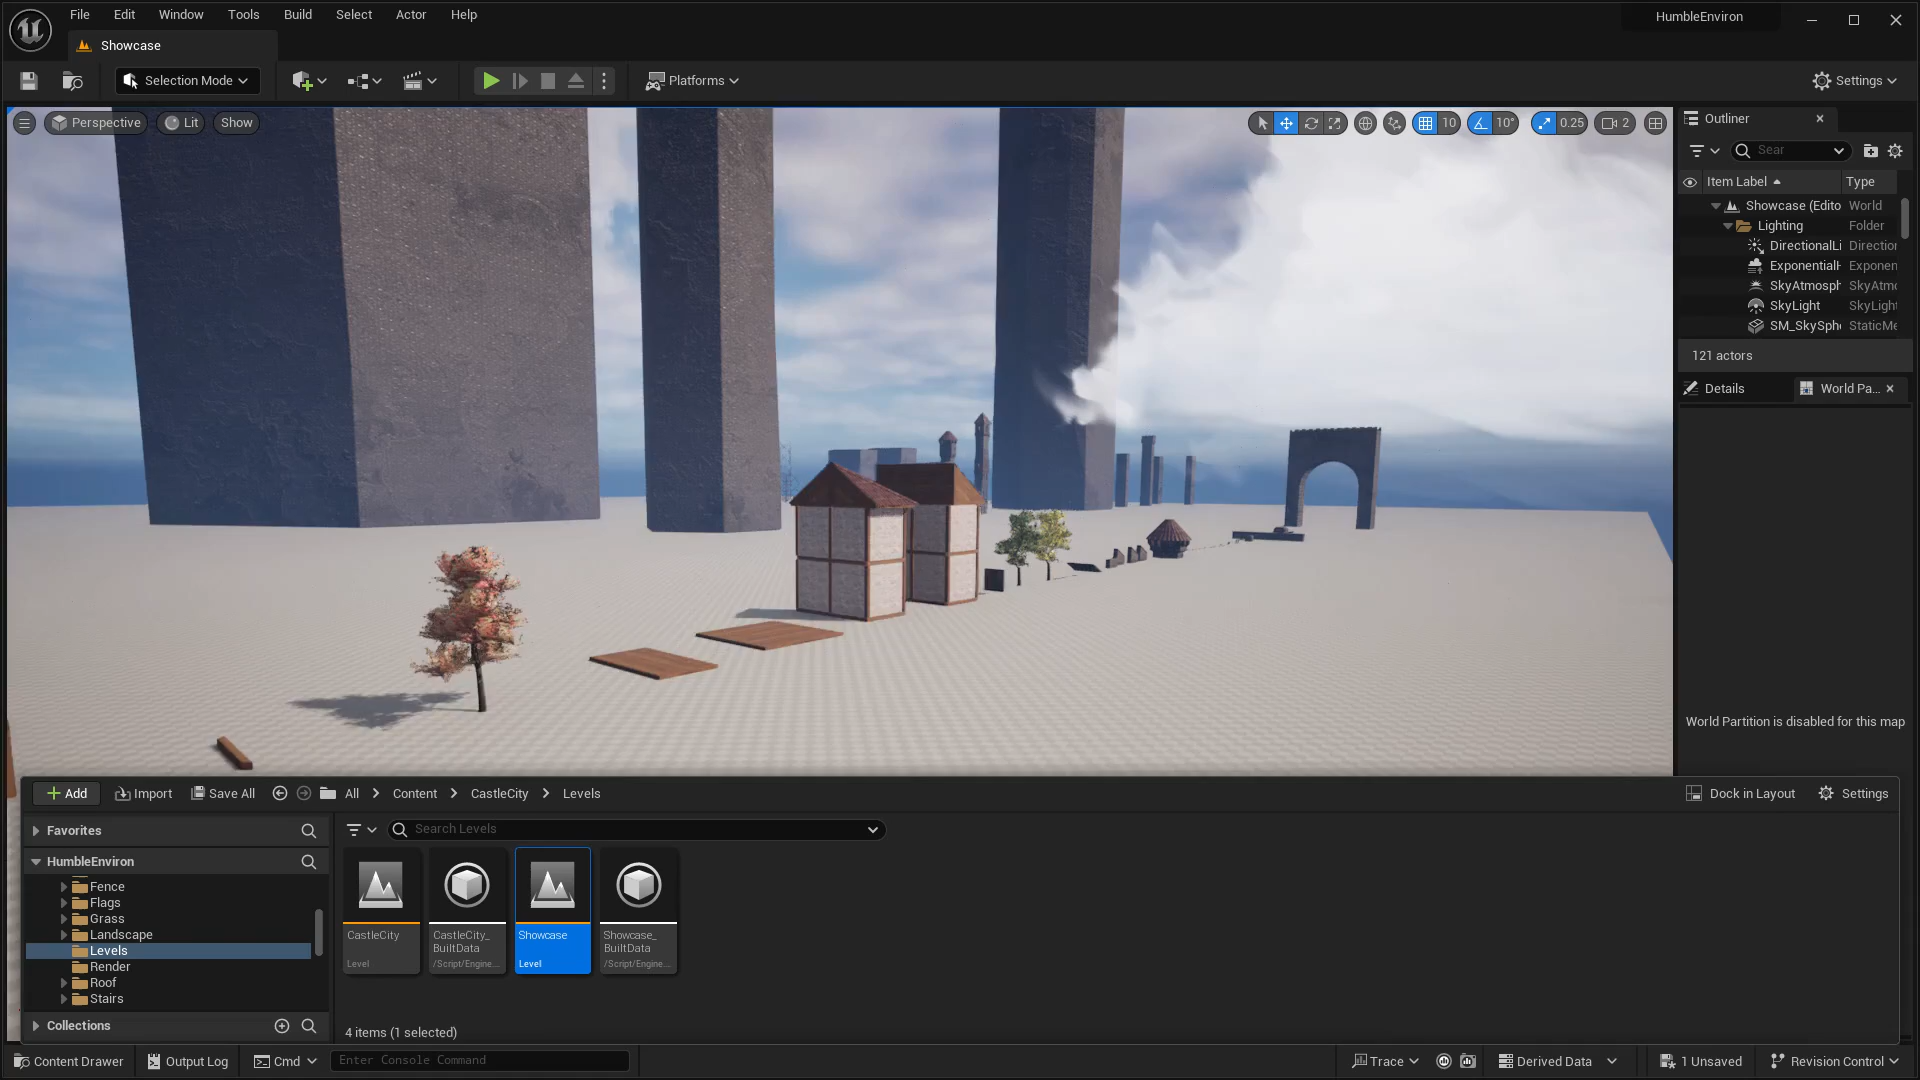 File Edit Window Tools Build Select Actor Help
HumbleEnviron
Showcase
Selection Mode
Platforms
Settings
Perspective Lit Show
10 10° 0.25 2
Outliner
Sear
Item Label Type
Showcase (Edito World
Lighting Folder
DirectionalLi Direction
Exponential Exponen
SkyAtmosph SkyAtmo
SkyLight SkyLight
SM_SkySph StaticMe
121 actors
Details World Pa...
World Partition is disabled for this map
Add Import Save All All Content CastleCity Levels
Dock in Layout Settings
Favorites
Search Levels
HumbleEnviron
Fence
Flags
Grass
Landscape
Levels
Render
Roof
Stairs
Collections
CastleCity
Level
CastleCity_
BuiltData
/Script/Engine...
Showcase
Level
Showcase_
BuiltData
/Script/Engine...
4 items (1 selected)
Content Drawer Output Log Cmd Enter Console Command
Trace Derived Data 1 Unsaved Revision Control